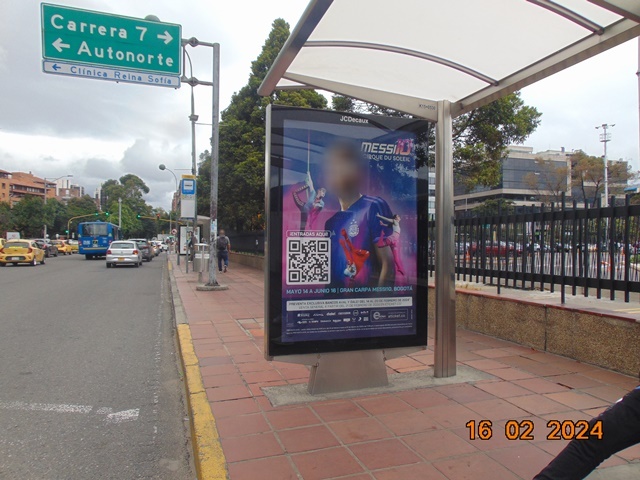 Carrera 7 →
← Autonorte
← Clínica Reina Sofía
JCDecaux
MESSI10
CIRQUE DU SOLEIL
¡ENTRADAS AQUÍ!
MAYO 14 A JUNIO 16 | GRAN CARPA MESSI10, BOGOTÁ
16 02 2024